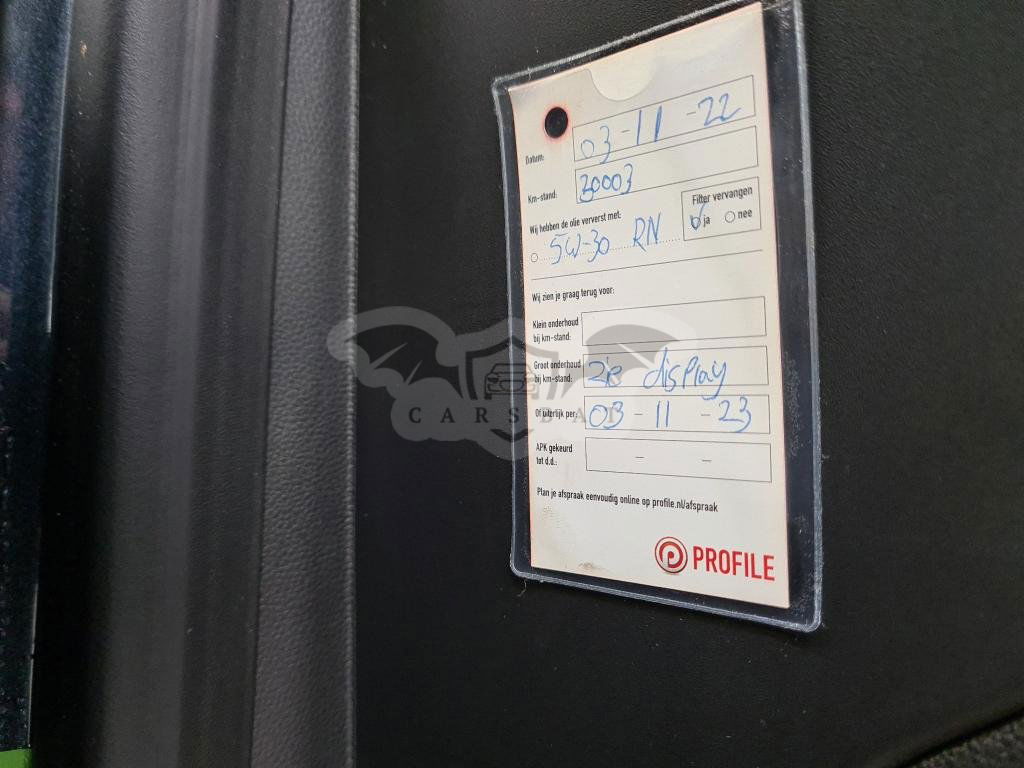 Datum: 03-11-22
Km-stand: 20003
Wij hebben de olie ververst met:
5W-30 RN
Filter vervangen
ja nee
Wij zien je graag terug voor:
Klein onderhoud
bij km-stand:
Groot onderhoud
bij km-stand: zie display
Of uiterlijk per: 03-11-23
APK gekeurd
tot d.d.: - -
Plan je afspraak eenvoudig online op profile.nl/afspraak
PROFILE